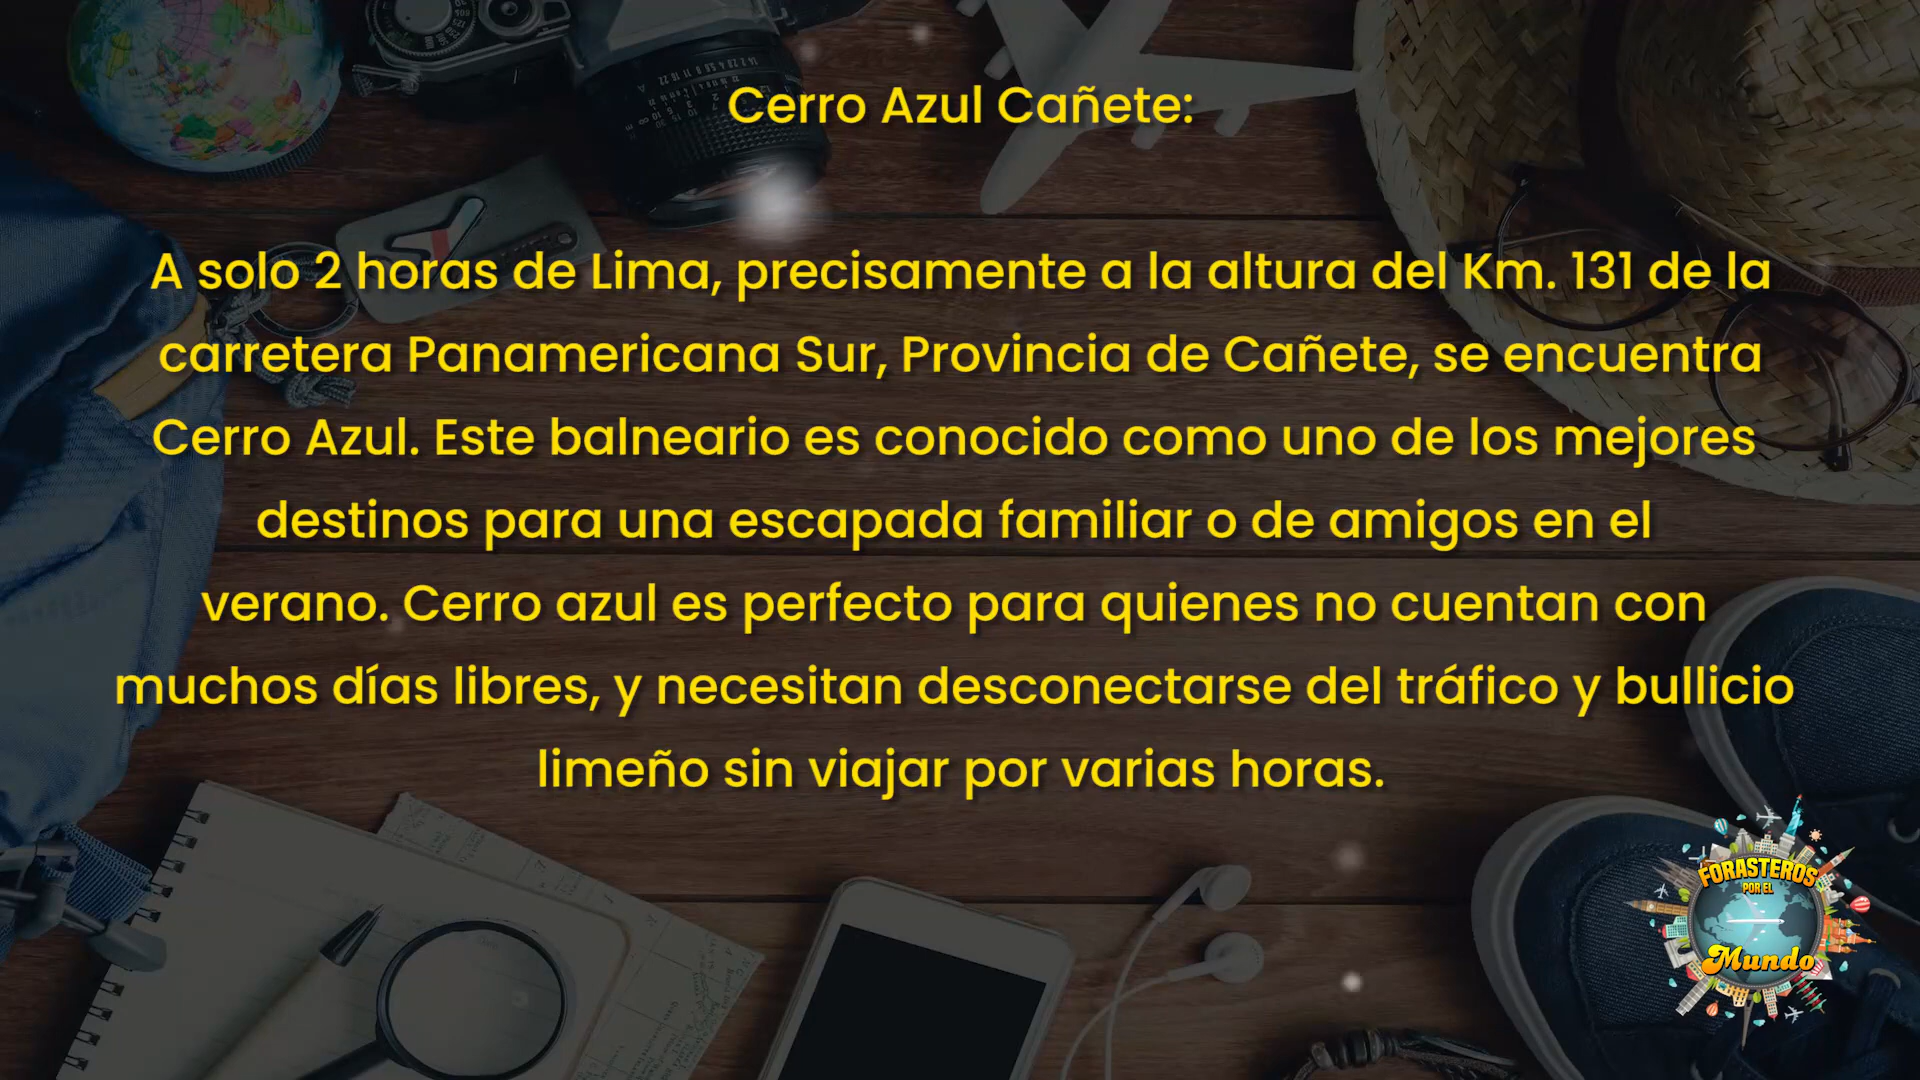 Cerro Azul Cañete:
A solo 2 horas de Lima, precisamente a la altura del Km. 131 de la
carretera Panamericana Sur, Provincia de Cañete, se encuentra
Cerro Azul. Este balneario es conocido como uno de los mejores
destinos para una escapada familiar o de amigos en el
verano. Cerro azul es perfecto para quienes no cuentan con
muchos días libres, y necesitan desconectarse del tráfico y bullicio
limeño sin viajar por varias horas.
FORASTEROS
POR EL
Mundo